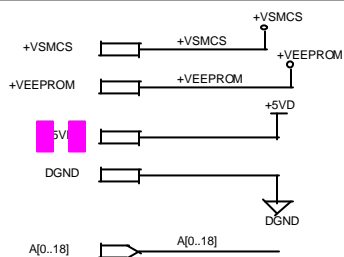 +VSMCS
+VSMCS +VSMCS
+VEEPROM
+VEEPROM +VEEPROM
+5VD
DGND
DGND
A[0..18] A[0..18]